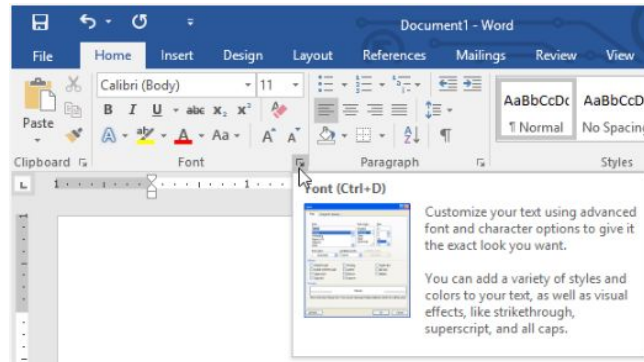 Document1 - Word
File Home Insert Design Layout References Mailings Review View
Calibri (Body) 11
Paste
B I U abc X₂ X²
A aby A Aa A A
A Z
AaBbCcDc AaBbCcD
¶ Normal No Spacing
Clipboard Font Paragraph Styles
L 1 1
Font (Ctrl+D)
Customize your text using advanced
font and character options to give it
the exact look you want.
You can add a variety of styles and
colors to your text, as well as visual
effects, like strikethrough,
superscript, and all caps.